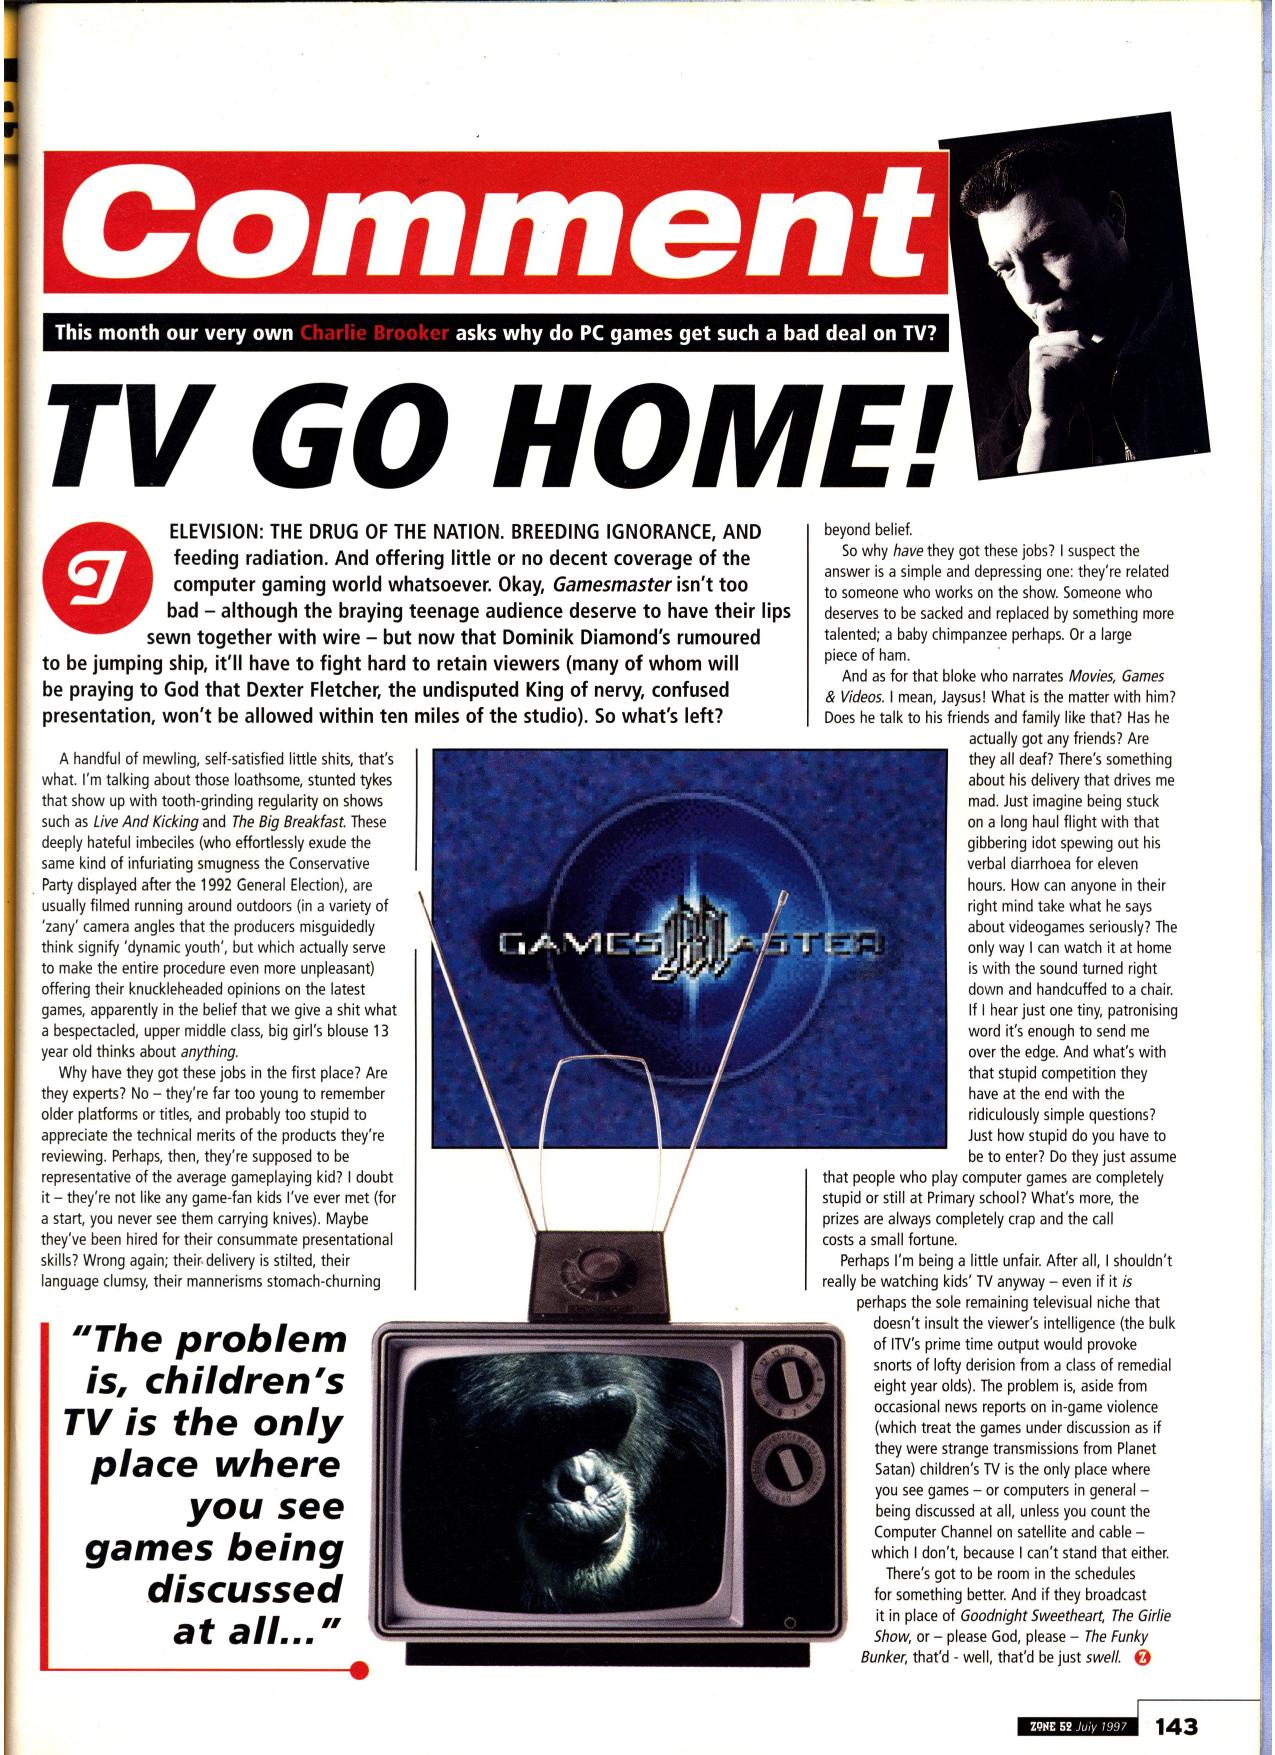 Comment
This month our very own Charlie Brooker asks why do PC games get such a bad deal on TV?
TV GO HOME!
TELEVISION: THE DRUG OF THE NATION. BREEDING IGNORANCE, AND
feeding radiation. And offering little or no decent coverage of the
computer gaming world whatsoever. Okay, Gamesmaster isn't too
bad – although the braying teenage audience deserve to have their lips
sewn together with wire – but now that Dominik Diamond's rumoured
to be jumping ship, it'll have to fight hard to retain viewers (many of whom will
be praying to God that Dexter Fletcher, the undisputed King of nervy, confused
presentation, won't be allowed within ten miles of the studio). So what's left?
A handful of mewling, self-satisfied little shits, that's
what. I'm talking about those loathsome, stunted tykes
that show up with tooth-grinding regularity on shows
such as Live And Kicking and The Big Breakfast. These
deeply hateful imbeciles (who effortlessly exude the
same kind of infuriating smugness the Conservative
Party displayed after the 1992 General Election), are
usually filmed running around outdoors (in a variety of
'zany' camera angles that the producers misguidedly
think signify 'dynamic youth', but which actually serve
to make the entire procedure even more unpleasant)
offering their knuckleheaded opinions on the latest
games, apparently in the belief that we give a shit what
a bespectacled, upper middle class, big girl's blouse 13
year old thinks about anything.
Why have they got these jobs in the first place? Are
they experts? No – they're far too young to remember
older platforms or titles, and probably too stupid to
appreciate the technical merits of the products they're
reviewing. Perhaps, then, they're supposed to be
representative of the average gameplaying kid? I doubt
it – they're not like any game-fan kids I've ever met (for
a start, you never see them carrying knives). Maybe
they've been hired for their consummate presentational
skills? Wrong again; their delivery is stilted, their
language clumsy, their mannerisms stomach-churning
beyond belief.
So why have they got these jobs? I suspect the
answer is a simple and depressing one: they're related
to someone who works on the show. Someone who
deserves to be sacked and replaced by something more
talented; a baby chimpanzee perhaps. Or a large
piece of ham.
And as for that bloke who narrates Movies, Games
& Videos. I mean, Jaysus! What is the matter with him?
Does he talk to his friends and family like that? Has he
actually got any friends? Are
they all deaf? There's something
about his delivery that drives me
mad. Just imagine being stuck
on a long haul flight with that
gibbering idot spewing out his
verbal diarrhoea for eleven
hours. How can anyone in their
right mind take what he says
about videogames seriously? The
only way I can watch it at home
is with the sound turned right
down and handcuffed to a chair.
If I hear just one tiny, patronising
word it's enough to send me
over the edge. And what's with
that stupid competition they
have at the end with the
ridiculously simple questions?
Just how stupid do you have to
be to enter? Do they just assume
that people who play computer games are completely
stupid or still at Primary school? What's more, the
prizes are always completely crap and the call
costs a small fortune.
Perhaps I'm being a little unfair. After all, I shouldn't
really be watching kids' TV anyway – even if it is
perhaps the sole remaining televisual niche that
doesn't insult the viewer's intelligence (the bulk
of ITV's prime time output would provoke
snorts of lofty derision from a class of remedial
eight year olds). The problem is, aside from
occasional news reports on in-game violence
(which treat the games under discussion as if
they were strange transmissions from Planet
Satan) children's TV is the only place where
you see games – or computers in general –
being discussed at all, unless you count the
Computer Channel on satellite and cable –
which I don't, because I can't stand that either.
There's got to be room in the schedules
for something better. And if they broadcast
it in place of Goodnight Sweetheart, The Girlie
Show, or – please God, please – The Funky
Bunker, that'd - well, that'd be just swell. Z
GAMESMASTER
"The problem
is, children's
TV is the only
place where
you see
games being
discussed
at all..."
ZONE 52 July 1997 143